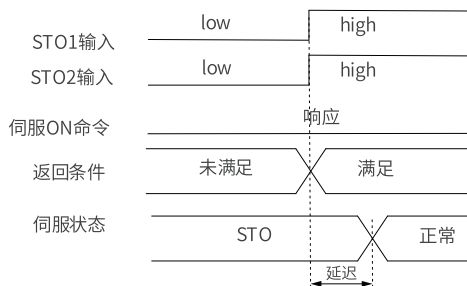 STO1输入 low high
STO2输入 low high
伺服ON命令 响应
返回条件 未满足 满足
伺服状态 STO 正常
延迟